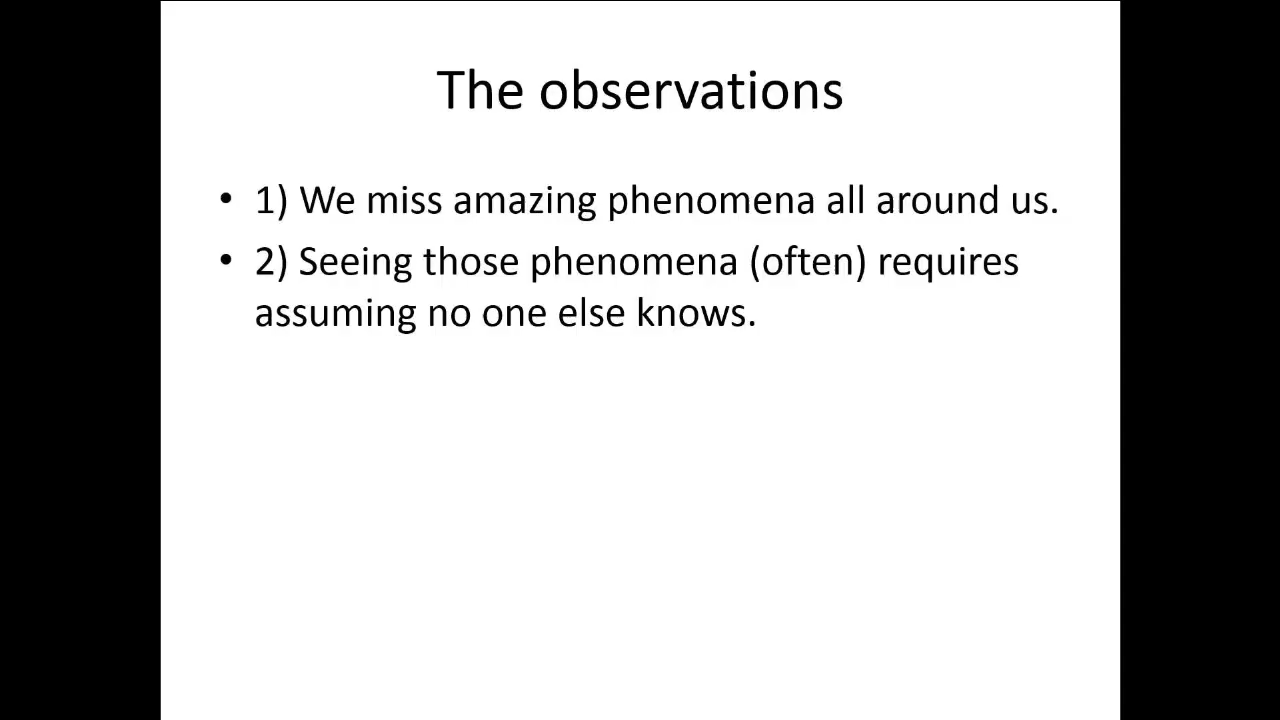 The observations
• 1) We miss amazing phenomena all around us.
• 2) Seeing those phenomena (often) requires
assuming no one else knows.